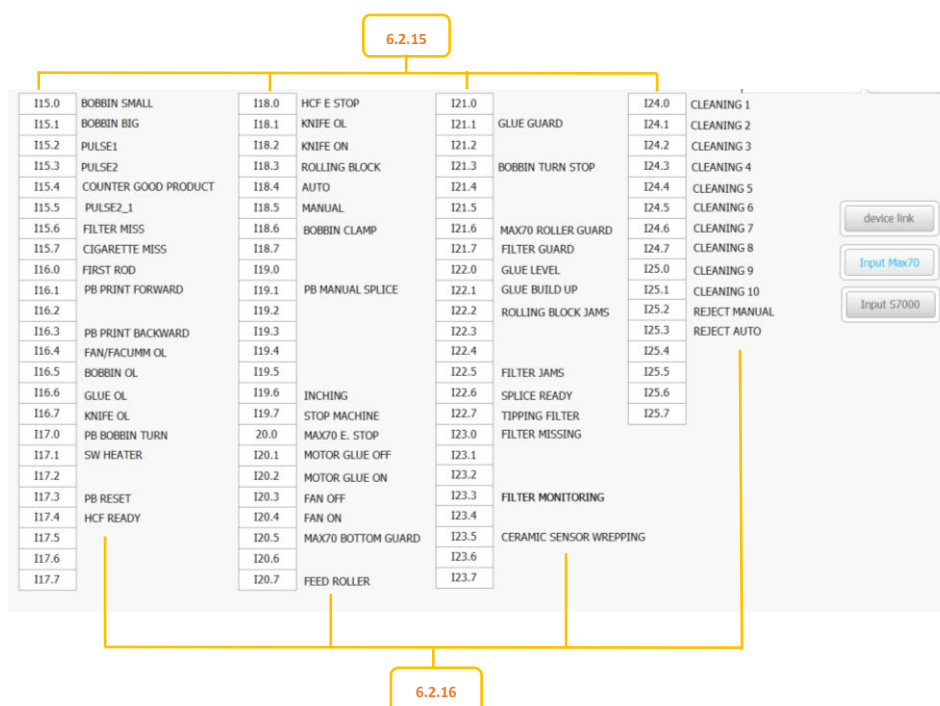 6.2.15
I15.0 BOBBIN SMALL
I15.1 BOBBIN BIG
I15.2 PULSE1
I15.3 PULSE2
I15.4 COUNTER GOOD PRODUCT
I15.5 PULSE2_1
I15.6 FILTER MISS
I15.7 CIGARETTE MISS
I16.0 FIRST ROD
I16.1 PB PRINT FORWARD
I16.2
I16.3 PB PRINT BACKWARD
I16.4 FAN/FACUMM OL
I16.5 BOBBIN OL
I16.6 GLUE OL
I16.7 KNIFE OL
I17.0 PB BOBBIN TURN
I17.1 SW HEATER
I17.2
I17.3 PB RESET
I17.4 HCF READY
I17.5
I17.6
I17.7
I18.0 HCF E STOP
I18.1 KNIFE OL
I18.2 KNIFE ON
I18.3 ROLLING BLOCK
I18.4 AUTO
I18.5 MANUAL
I18.6 BOBBIN CLAMP
I18.7
I19.0
I19.1 PB MANUAL SPLICE
I19.2
I19.3
I19.4
I19.5
I19.6 INCHING
I19.7 STOP MACHINE
20.0 MAX70 E. STOP
I20.1 MOTOR GLUE OFF
I20.2 MOTOR GLUE ON
I20.3 FAN OFF
I20.4 FAN ON
I20.5 MAX70 BOTTOM GUARD
I20.6
I20.7 FEED ROLLER
I21.0
I21.1 GLUE GUARD
I21.2
I21.3 BOBBIN TURN STOP
I21.4
I21.5
I21.6 MAX70 ROLLER GUARD
I21.7 FILTER GUARD
I22.0 GLUE LEVEL
I22.1 GLUE BUILD UP
I22.2 ROLLING BLOCK JAMS
I22.3
I22.4
I22.5 FILTER JAMS
I22.6 SPLICE READY
I22.7 TIPPING FILTER
I23.0 FILTER MISSING
I23.1
I23.2
I23.3 FILTER MONITORING
I23.4
I23.5 CERAMIC SENSOR WREPPING
I23.6
I23.7
I24.0 CLEANING 1
I24.1 CLEANING 2
I24.2 CLEANING 3
I24.3 CLEANING 4
I24.4 CLEANING 5
I24.5 CLEANING 6
I24.6 CLEANING 7
I24.7 CLEANING 8
I25.0 CLEANING 9
I25.1 CLEANING 10
I25.2 REJECT MANUAL
I25.3 REJECT AUTO
I25.4
I25.5
I25.6
I25.7
device link
Input Max70
Input S7000
6.2.16